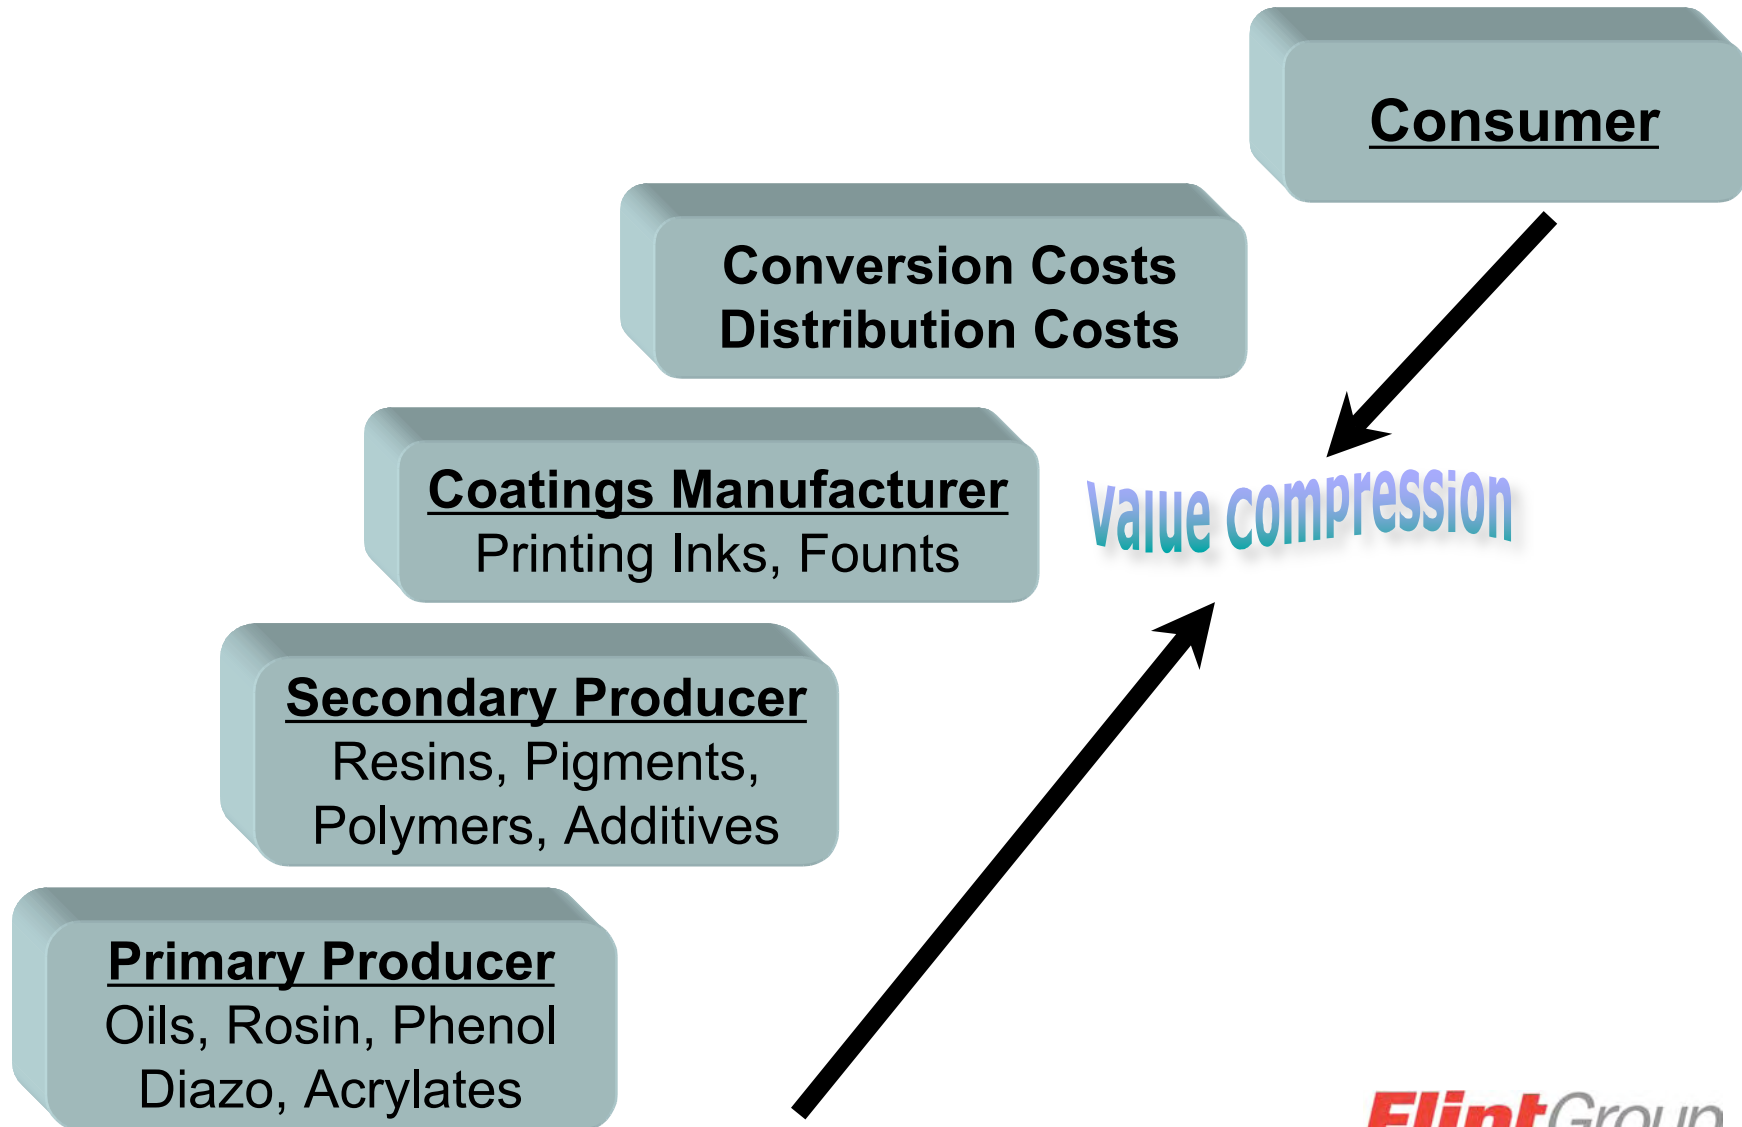 Consumer
Conversion Costs
Distribution Costs
Coatings Manufacturer
Printing Inks, Founts
Value compression
Secondary Producer
Resins, Pigments,
Polymers, Additives
Primary Producer
Oils, Rosin, Phenol
Diazo, Acrylates
FlintGroup